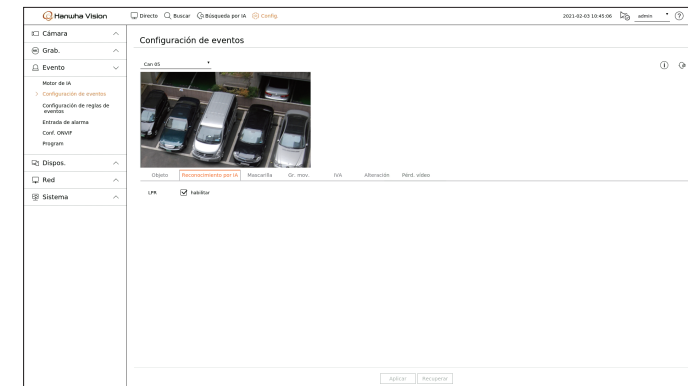 Hanwha Vision
Directo Buscar Búsqueda por IA Config.
2021-02-03 10:45:06 admin
Cámara
Grab.
Evento
Motor de IA
Configuración de eventos
Configuración de reglas de
eventos
Entrada de alarma
Conf. ONVIF
Program
Dispos.
Red
Sistema
Configuración de eventos
Can 05
Objeto Reconocimiento por IA Mascarilla Gr. mov. IVA Alteración Pérd. vídeo
LPR habilitar
Aplicar Recuperar